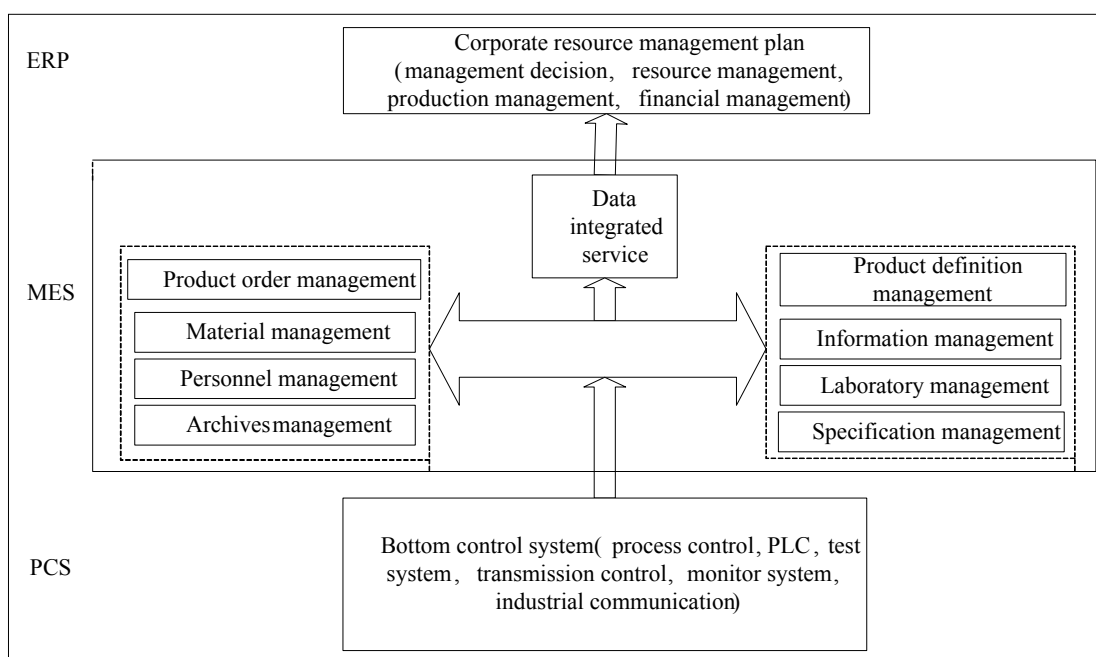 ERP
Corporate resource management plan
(management decision, resource management,
production management, financial management)
MES
Data
integrated
service
Product order management
Material management
Personnel management
Archivesmanagement
Product definition
management
Information management
Laboratory management
Specification management
PCS
Bottom control system( process control, PLC, test
system, transmission control, monitor system,
industrial communication)